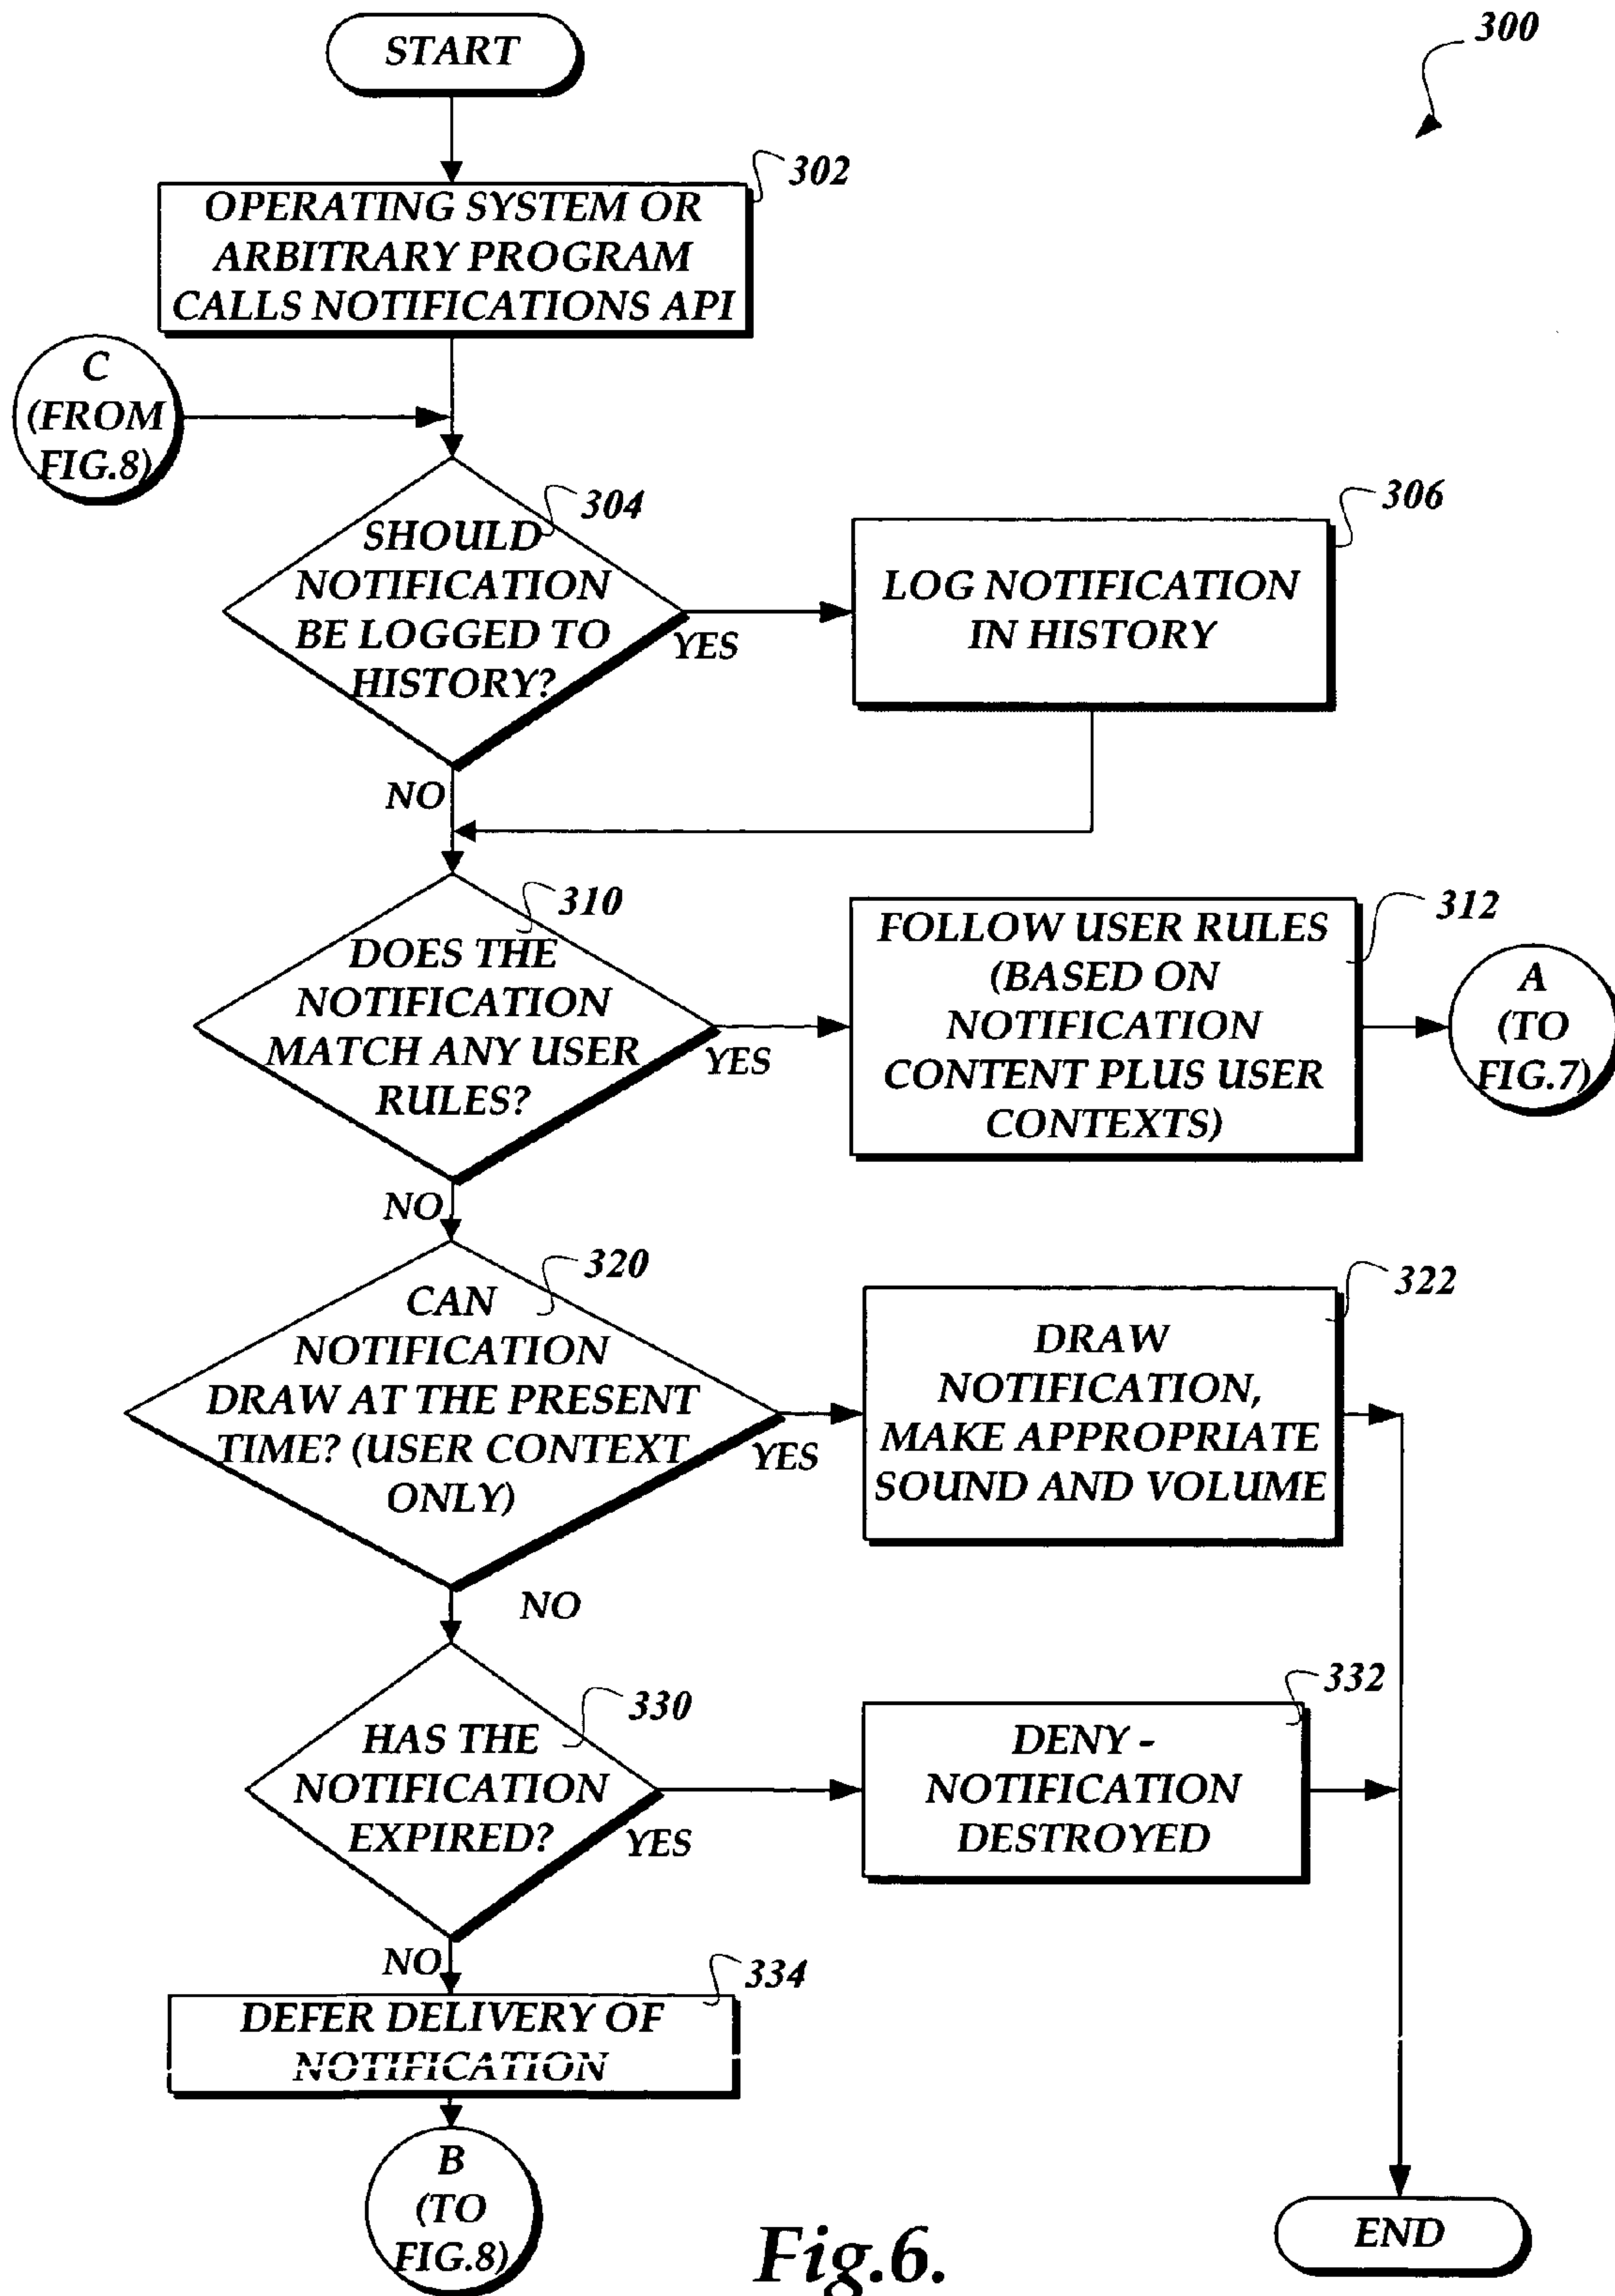 START
300
302
OPERATING SYSTEM OR
ARBITRARY PROGRAM
CALLS NOTIFICATIONS API
C
(FROM
FIG.8)
304
SHOULD
NOTIFICATION
BE LOGGED TO
HISTORY?
YES
NO
306
LOG NOTIFICATION
IN HISTORY
310
DOES THE
NOTIFICATION
MATCH ANY USER
RULES?
YES
NO
312
FOLLOW USER RULES
(BASED ON
NOTIFICATION
CONTENT PLUS USER
CONTEXTS)
A
(TO
FIG.7)
320
CAN
NOTIFICATION
DRAW AT THE PRESENT
TIME? (USER CONTEXT
ONLY)
YES
NO
322
DRAW
NOTIFICATION,
MAKE APPROPRIATE
SOUND AND VOLUME
330
HAS THE
NOTIFICATION
EXPIRED?
YES
NO
332
DENY -
NOTIFICATION
DESTROYED
334
DEFER DELIVERY OF
NOTIFICATION
B
(TO
FIG.8)
END
Fig.6.